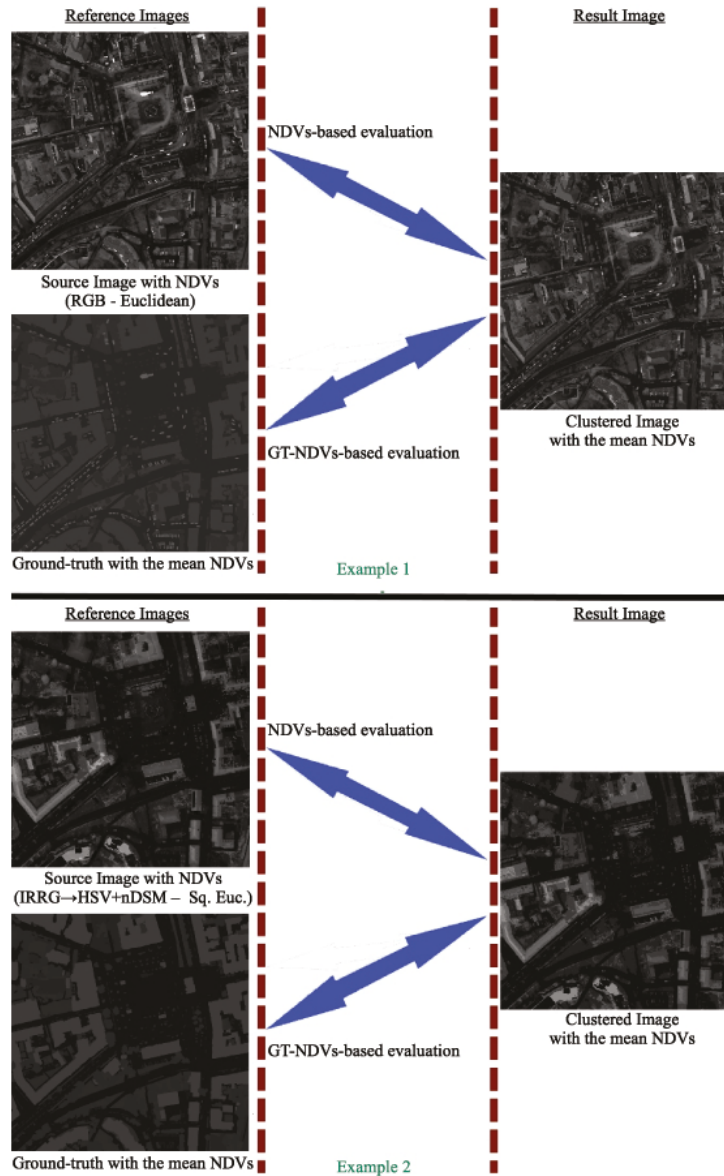 Reference Images
Result Image
NDVs-based evaluation
Source Image with NDVs
(RGB - Euclidean)
Clustered Image
with the mean NDVs
GT-NDVs-based evaluation
Ground-truth with the mean NDVs
Example 1
Reference Images
Result Image
NDVs-based evaluation
Source Image with NDVs
(IRRG→HSV+nDSM – Sq. Euc.)
Clustered Image
with the mean NDVs
GT-NDVs-based evaluation
Ground-truth with the mean NDVs
Example 2